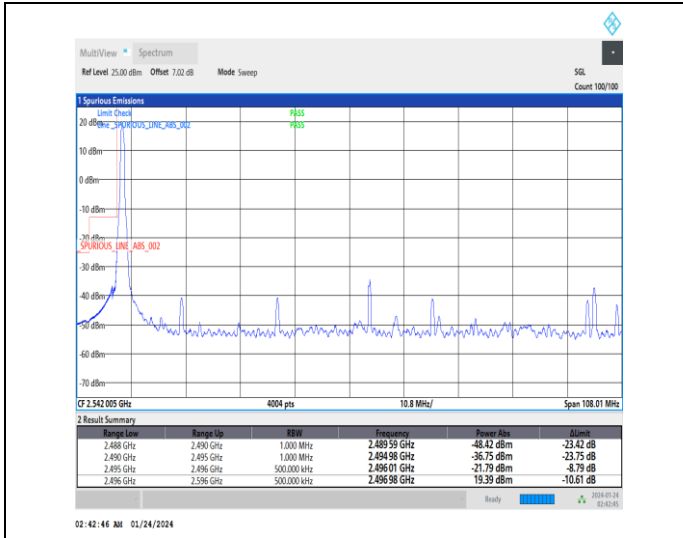 MultiView Spectrum
Ref Level 25.00 dBm Offset 7.02 dB Mode Sweep SGL
Count 100/100
1 Spurious Emissions
Limit Check PASS
20 dBm Line _SPURIOUS_LINE_ABS_002 PASS
10 dBm
0 dBm
-10 dBm
-20 dBm
_SPURIOUS_LINE_ABS_002
-30 dBm
-40 dBm
-50 dBm
-60 dBm
-70 dBm
CF 2.542 005 GHz 4004 pts 10.8 MHz/ Span 108.01 MHz
2 Result Summary
Range Low Range Up RBW Frequency Power Abs ΔLimit
2.488 GHz 2.490 GHz 1.000 MHz 2.489 59 GHz -48.42 dBm -23.42 dB
2.490 GHz 2.495 GHz 1.000 MHz 2.494 98 GHz -36.75 dBm -23.75 dB
2.495 GHz 2.496 GHz 500.000 kHz 2.496 01 GHz -21.79 dBm -8.79 dB
2.496 GHz 2.596 GHz 500.000 kHz 2.496 98 GHz 19.39 dBm -10.61 dB
Ready 2024-01-24
02:42:45
02:42:46 AM 01/24/2024